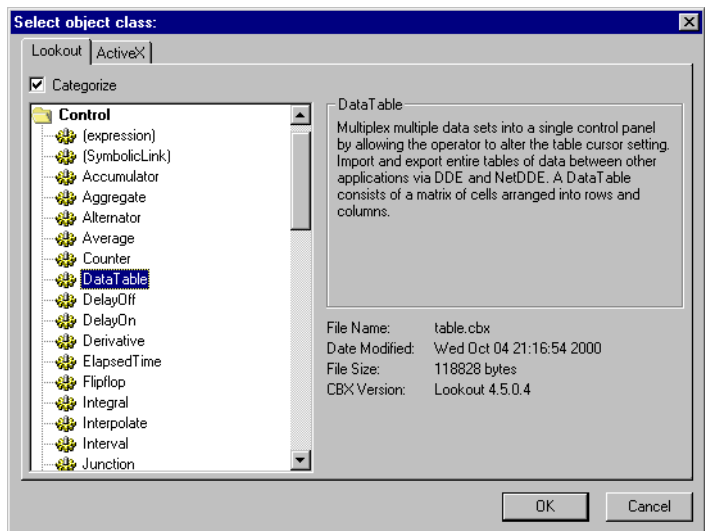 Select object class:
Lookout
ActiveX
Categorize
Control
(expression)
(SymbolicLink)
Accumulator
Aggregate
Alternator
Average
Counter
DataTable
DelayOff
DelayOn
Derivative
ElapsedTime
Flipflop
Integral
Interpolate
Interval
Junction
DataTable
Multiplex multiple data sets into a single control panel
by allowing the operator to alter the table cursor setting.
Import and export entire tables of data between other
applications via DDE and NetDDE. A DataTable
consists of a matrix of cells arranged into rows and
columns.
File Name: table.cbx
Date Modified: Wed Oct 04 21:16:54 2000
File Size: 118828 bytes
CBX Version: Lookout 4.5.0.4
OK
Cancel